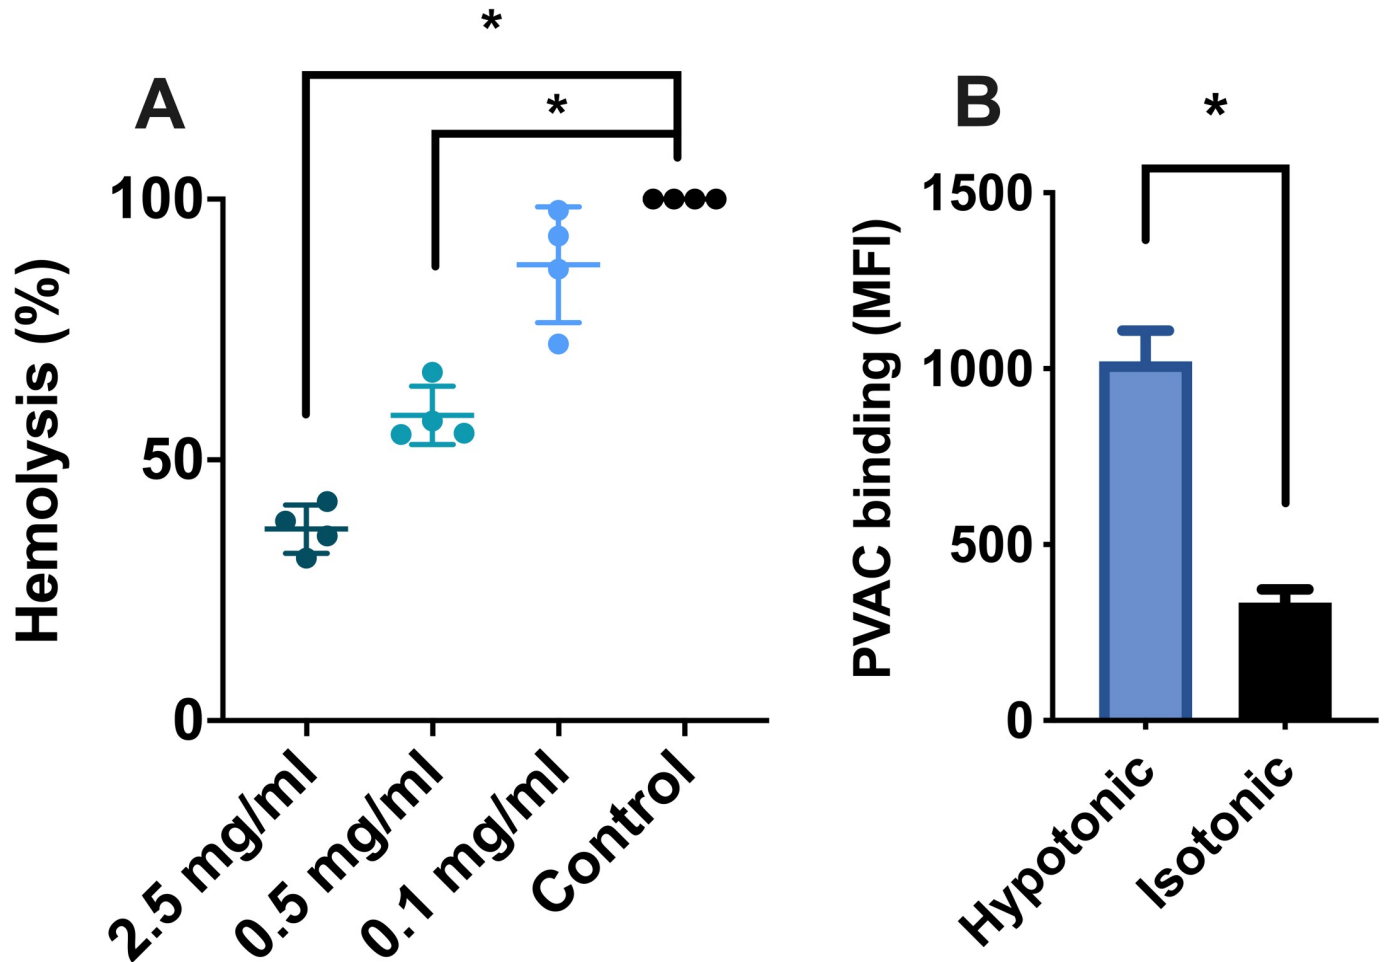 A
*
*
Hemolysis (%)
100
50
0
2.5 mg/ml
0.5 mg/ml
0.1 mg/ml
Control
B
*
PVAC binding (MFI)
1500
1000
500
0
Hypotonic
Isotonic